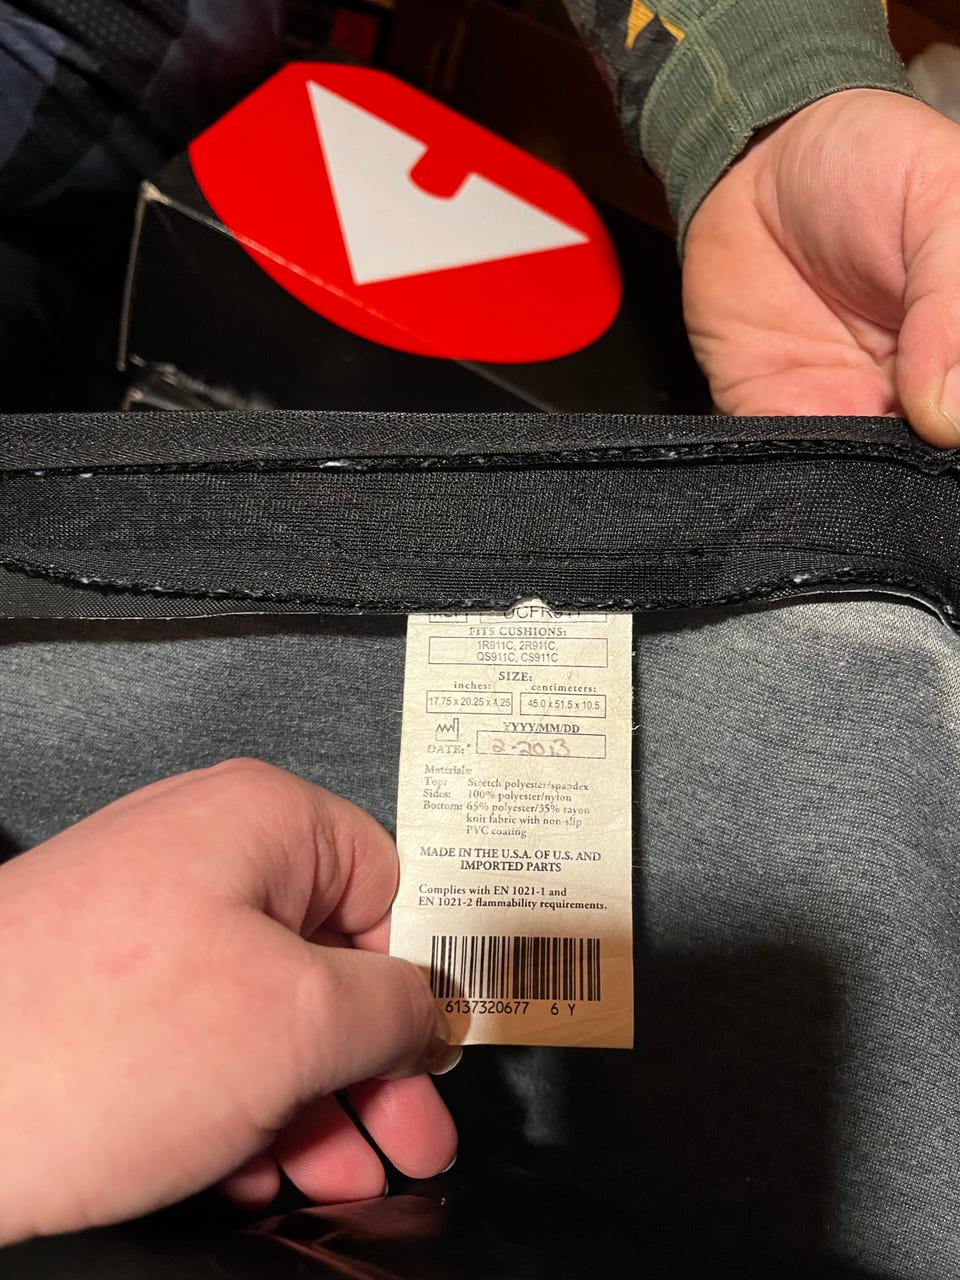 FITS CUSHIONS:
1R911C, 2R911C,
QS911C, CS911C
SIZE:
inches: centimeters:
17.75 x 20.25 x 4.25 45.0 x 51.5 x 10.5
YYYY/MM/DD
DATE: 2-2013
Materials:
Top: Stretch polyester/spandex
Sides: 100% polyester/nylon
Bottom: 65% polyester/35% rayon
knit fabric with non-slip
PVC coating
MADE IN THE U.S.A. OF U.S. AND
IMPORTED PARTS
Complies with EN 1021-1 and
EN 1021-2 flammability requirements.
6137320677 6 Y